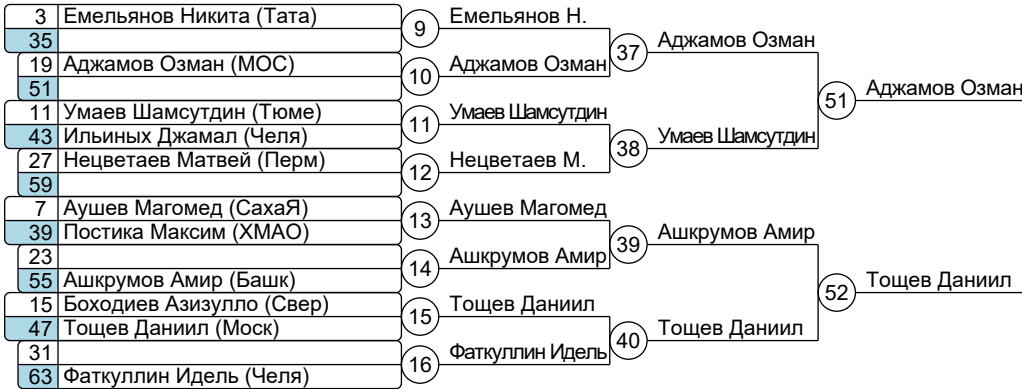 3 Емельянов Никита (Тата)
35
19 Аджамов Озман (МОС)
51
11 Умаев Шамсутдин (Тюме)
43 Ильиных Джамал (Челя)
27 Нецветаев Матвей (Перм)
59
7 Аушев Магомед (СахаЯ)
39 Постика Максим (ХМАО)
23
55 Ашкрумов Амир (Башк)
15 Боходиев Азизулло (Свер)
47 Тощев Даниил (Моск)
31
63 Фаткуллин Идель (Челя)
9 Емельянов Н.
10 Аджамов Озман
11 Умаев Шамсутдин
12 Нецветаев М.
13 Аушев Магомед
14 Ашкрумов Амир
15 Тощев Даниил
16 Фаткуллин Идель
37 Аджамов Озман
38 Умаев Шамсутдин
39 Ашкрумов Амир
40 Тощев Даниил
51 Аджамов Озман
52 Тощев Даниил